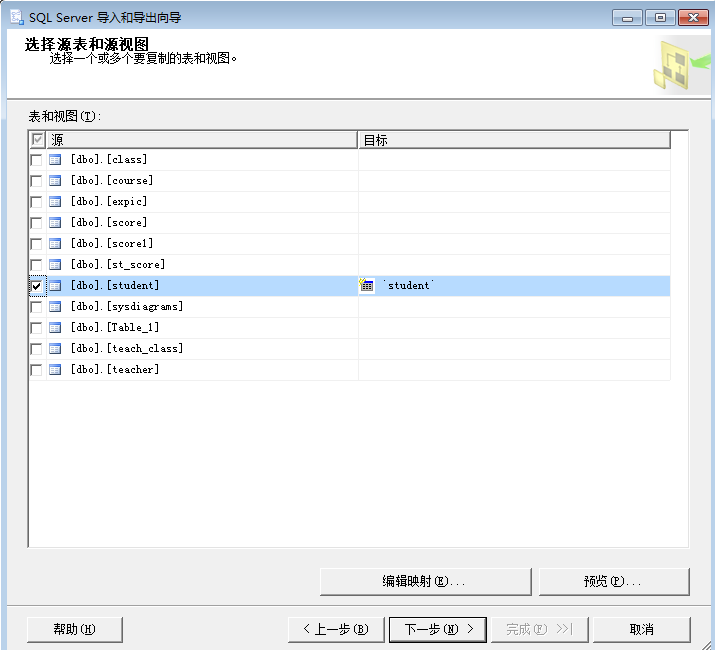 SQL Server 导入和导出向导
选择源表和源视图
选择一个或多个要复制的表和视图。
表和视图(T):
源 目标
[dbo].[class]
[dbo].[course]
[dbo].[expic]
[dbo].[score]
[dbo].[score1]
[dbo].[st_score]
[dbo].[student] `student`
[dbo].[sysdiagrams]
[dbo].[Table_1]
[dbo].[teach_class]
[dbo].[teacher]
编辑映射(E)... 预览(P)...
帮助(H) < 上一步(B) 下一步(N) > 完成(F) >>| 取消